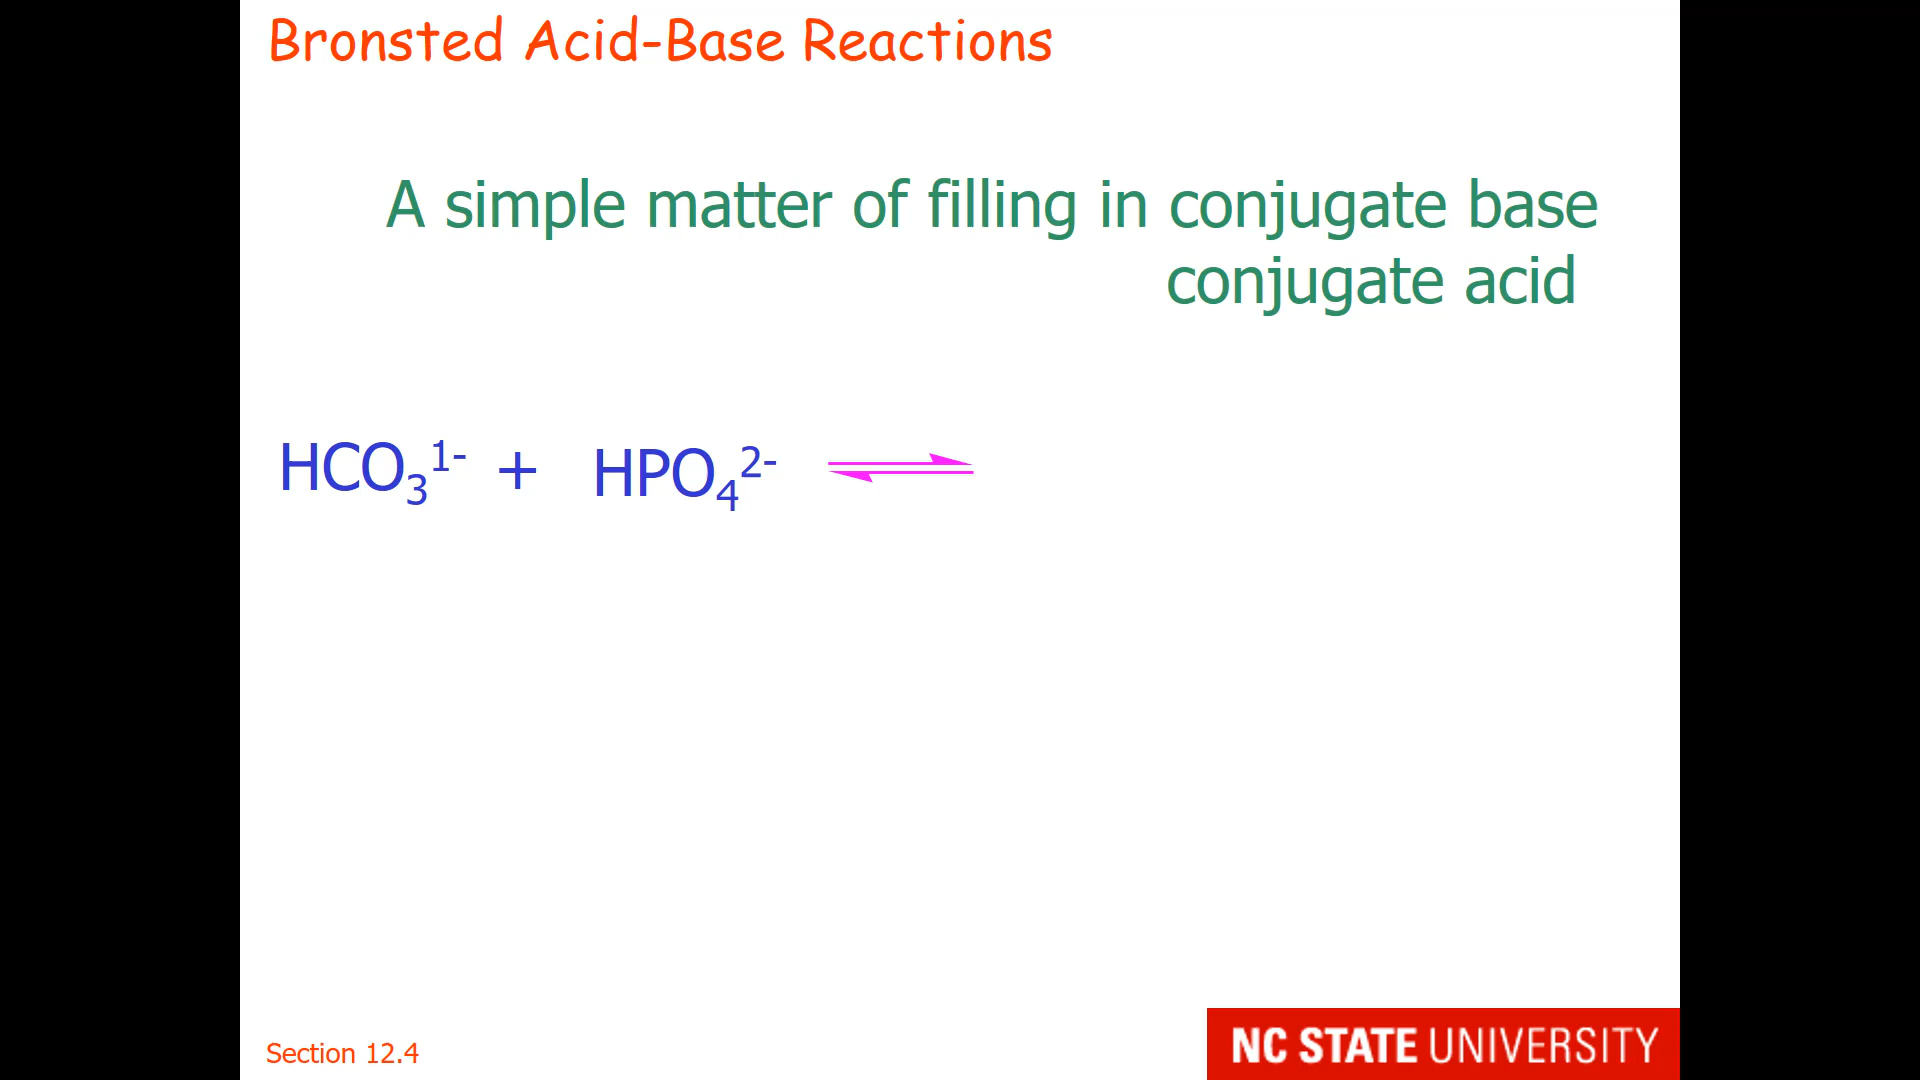 Bronsted Acid-Base Reactions
A simple matter of filling in conjugate base
conjugate acid
HCO₃¹⁻ + HPO₄²⁻ ⇌
Section 12.4
NC STATE UNIVERSITY